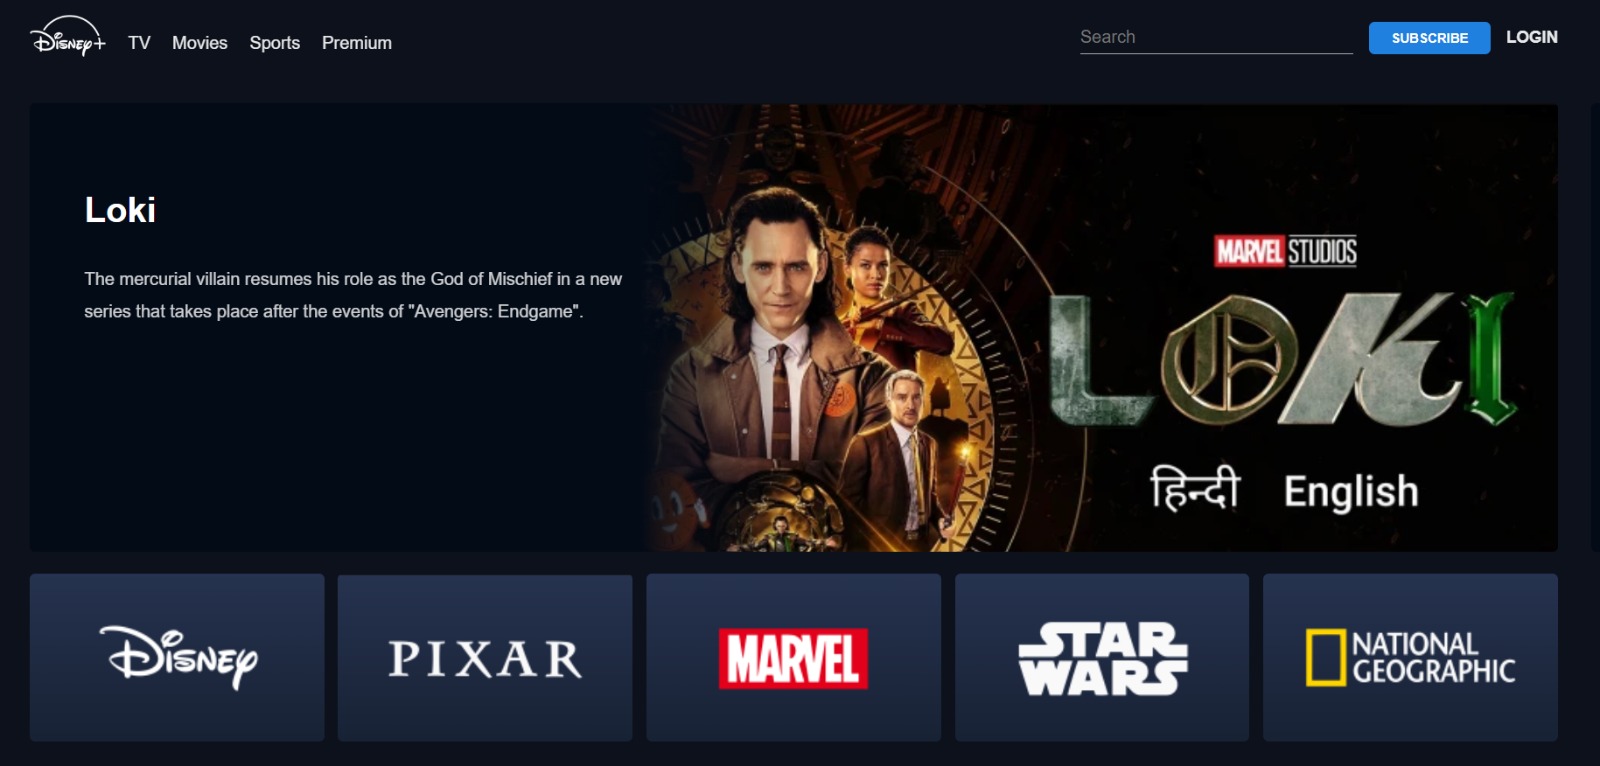 Disney+ TV Movies Sports Premium Search SUBSCRIBE LOGIN
Loki
The mercurial villain resumes his role as the God of Mischief in a new
series that takes place after the events of "Avengers: Endgame".
MARVEL STUDIOS
LOKI
हिन्दी English
Disney PIXAR MARVEL STAR WARS NATIONAL GEOGRAPHIC